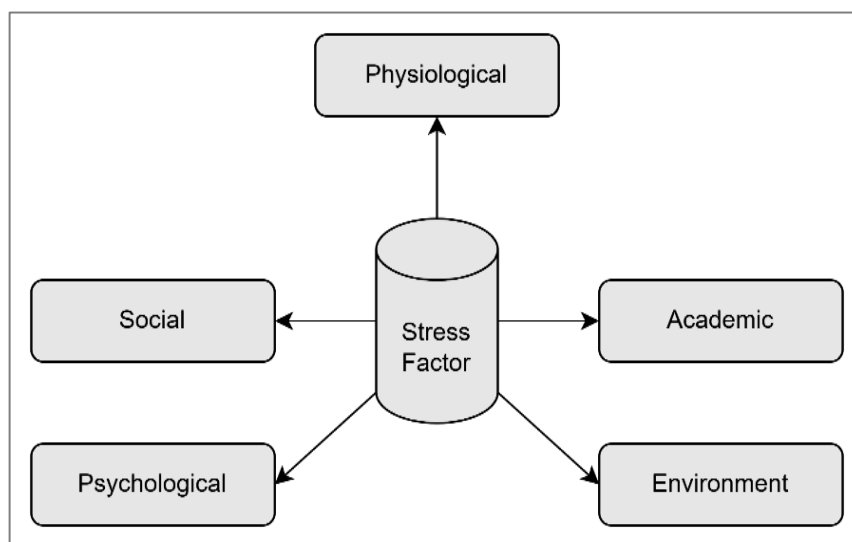 Physiological
Social
Stress
Factor
Academic
Psychological
Environment